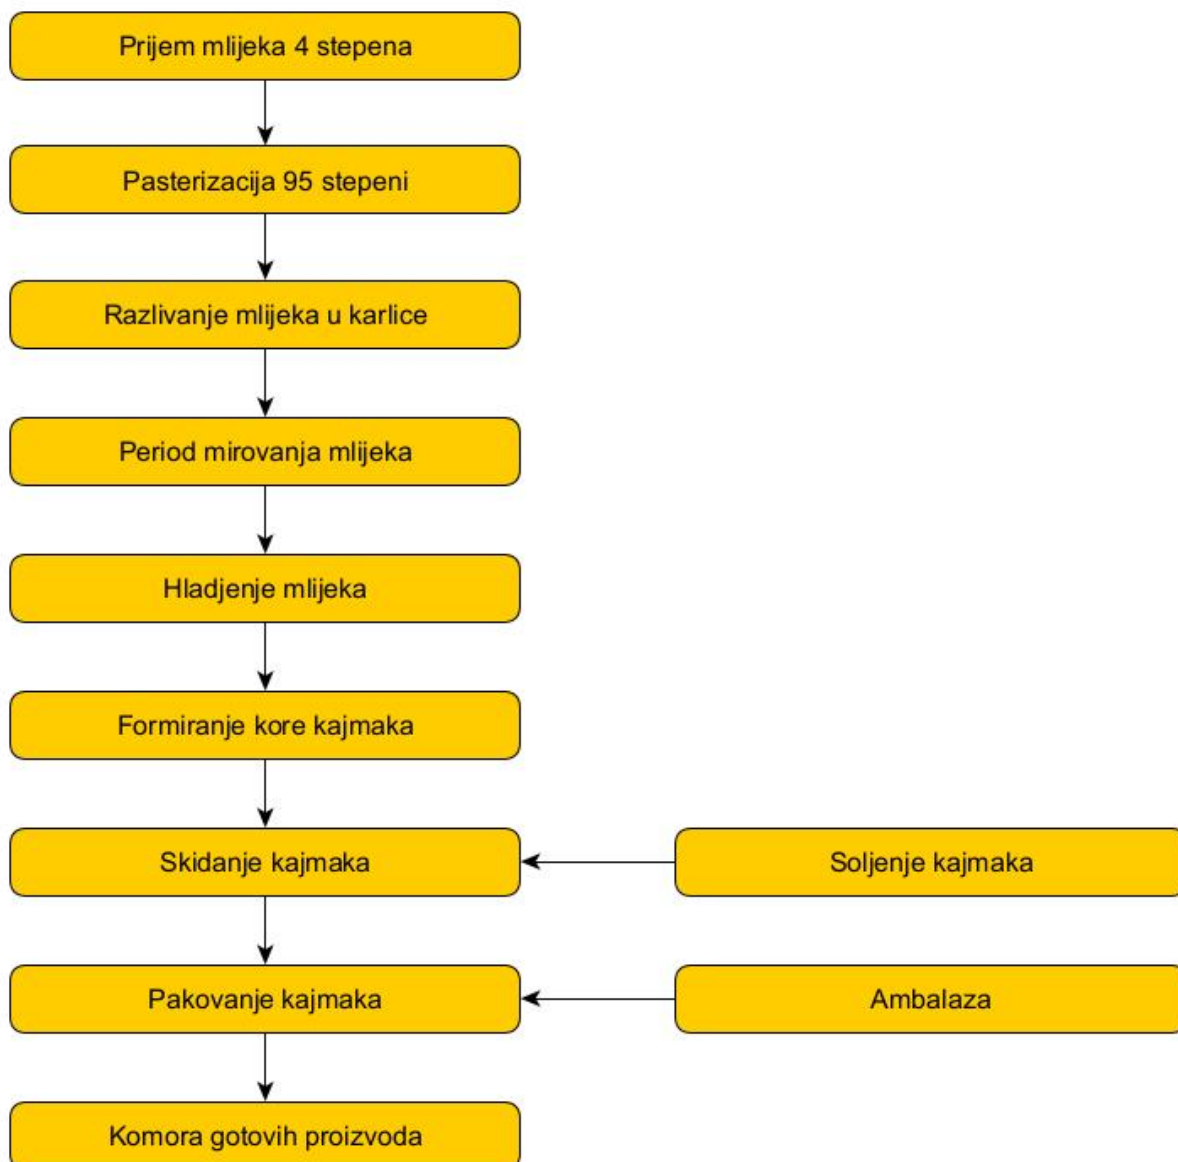 Prijem mlijeka 4 stepena
Pasterizacija 95 stepeni
Razlivanje mlijeka u karlice
Period mirovanja mlijeka
Hladjenje mlijeka
Formiranje kore kajmaka
Skidanje kajmaka
Soljenje kajmaka
Pakovanje kajmaka
Ambalaza
Komora gotovih proizvoda